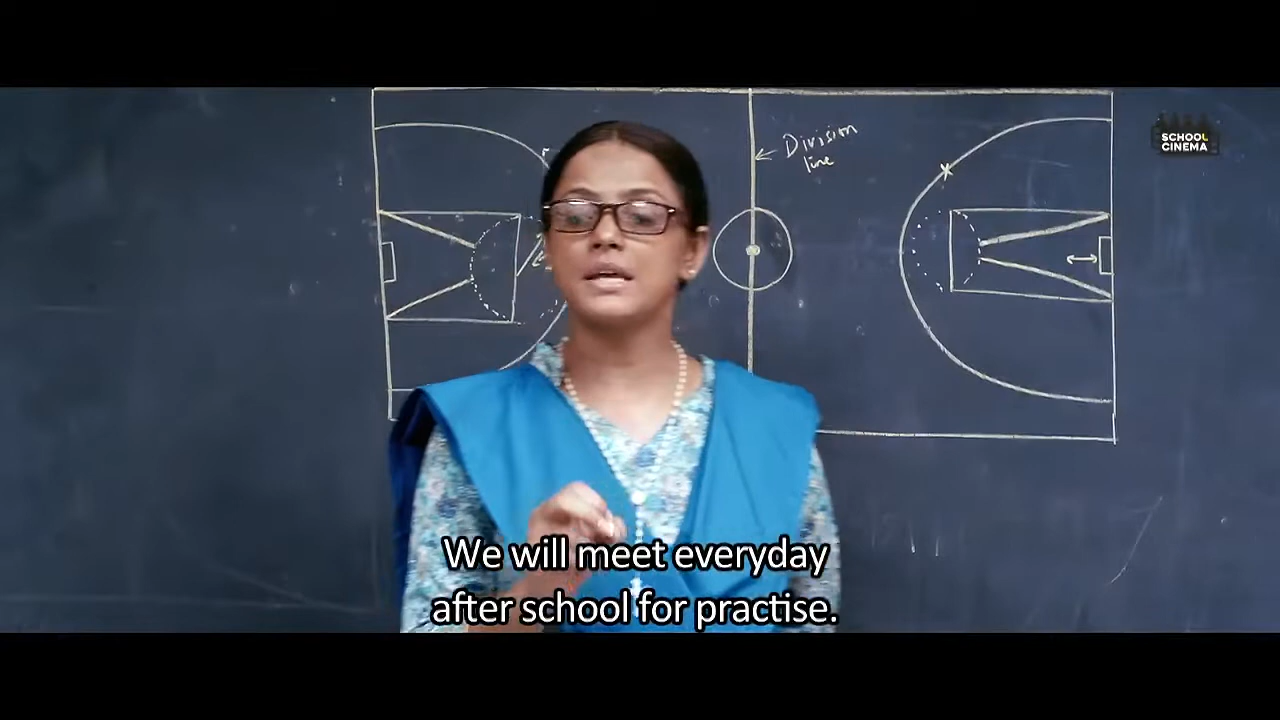 Division
line
SCHOOL
CINEMA
We will meet everyday
after school for practise.